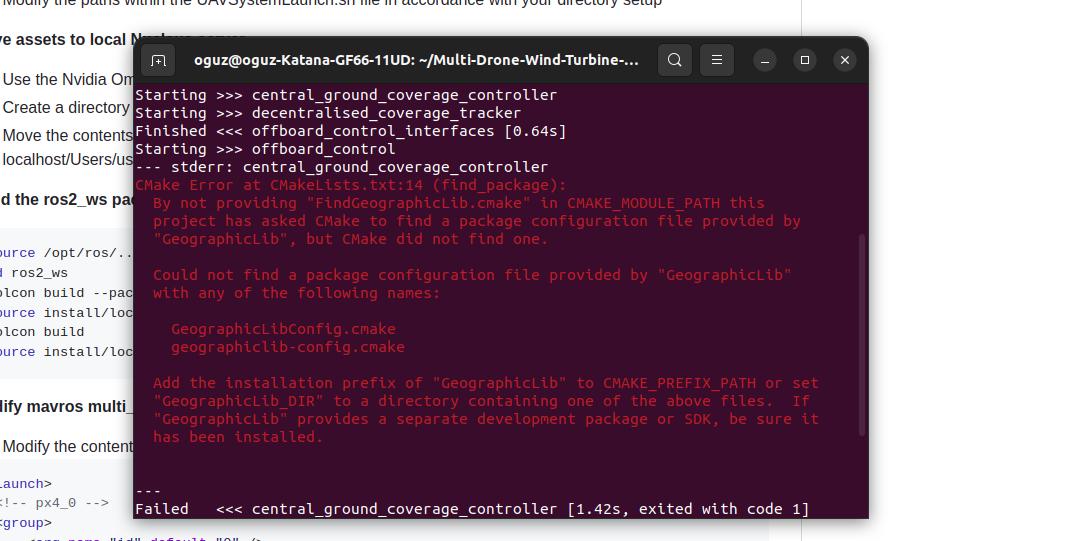 Modify the paths within the UAVSystemLaunch.sh file in accordance with your directory setup
ve assets to local Nucleus server
Use the Nvidia Om
Create a directory
Move the contents
localhost/Users/us
d the ros2_ws pac
ource /opt/ros/..
d ros2_ws
olcon build --pac
ource install/loc
olcon build
ource install/loc
dify mavros multi_
Modify the content
launch>
<!-- px4_0 -->
<group>
<arg name="id" default="0" />
oguz@oguz-Katana-GF66-11UD: ~/Multi-Drone-Wind-Turbine-...
Starting >>> central_ground_coverage_controller
Starting >>> decentralised_coverage_tracker
Finished <<< offboard_control_interfaces [0.64s]
Starting >>> offboard_control
--- stderr: central_ground_coverage_controller
CMake Error at CMakeLists.txt:14 (find_package):
By not providing "FindGeographicLib.cmake" in CMAKE_MODULE_PATH this
project has asked CMake to find a package configuration file provided by
"GeographicLib", but CMake did not find one.
Could not find a package configuration file provided by "GeographicLib"
with any of the following names:
GeographicLibConfig.cmake
geographiclib-config.cmake
Add the installation prefix of "GeographicLib" to CMAKE_PREFIX_PATH or set
"GeographicLib_DIR" to a directory containing one of the above files.  If
"GeographicLib" provides a separate development package or SDK, be sure it
has been installed.
---
Failed   <<< central_ground_coverage_controller [1.42s, exited with code 1]